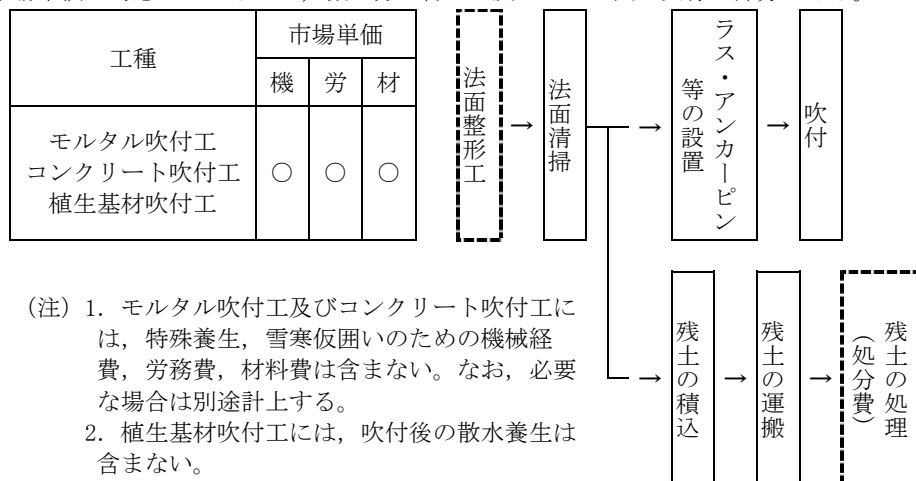 工種
市場単価
機
労
材
モルタル吹付工
コンクリート吹付工
植生基材吹付工
○
○
○
法面整形工
→
法面清掃
→
ラス・アンカーピン
等の設置
→
吹付
→
残土の積込
→
残土の運搬
→
残土の処理
(処分費)
(注)1．モルタル吹付工及びコンクリート吹付工に
は，特殊養生，雪寒仮囲いのための機械経
費，労務費，材料費は含まない。なお，必要
な場合は別途計上する。
2．植生基材吹付工には，吹付後の散水養生は
含まない。